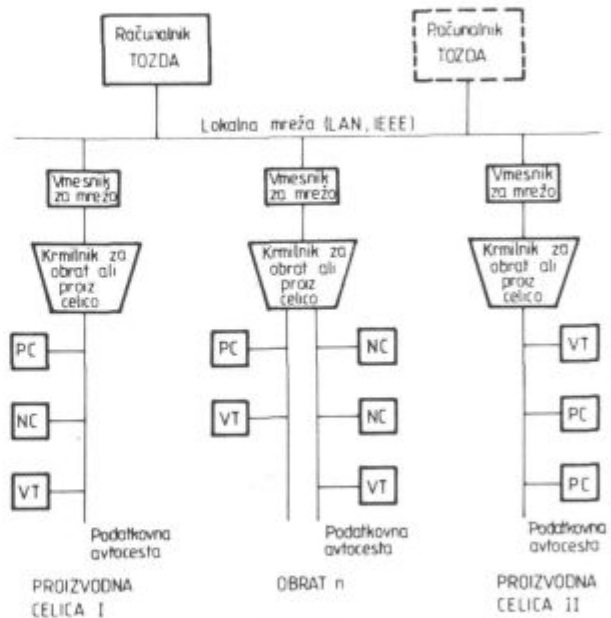 Računalnik
TOZDA
Računalnik
TOZDA
Lokalna mreža (LAN, IEEE)
Vmesnik
za mrežo
Vmesnik
za mrežo
Vmesnik
za mrežo
Krmilnik za
obrat ali
proiz
celico
Krmilnik za
obrat ali
proiz
celico
Krmilnik za
obrat ali
proiz
celico
PC
NC
VT
PC
VT
NC
NC
VT
VT
PC
PC
Podatkovna
avtocesta
Podatkovna
avtocesta
Podatkovna
avtocesta
PROIZVODNA
CELICA I
OBRAT n
PROIZVODNA
CELICA II